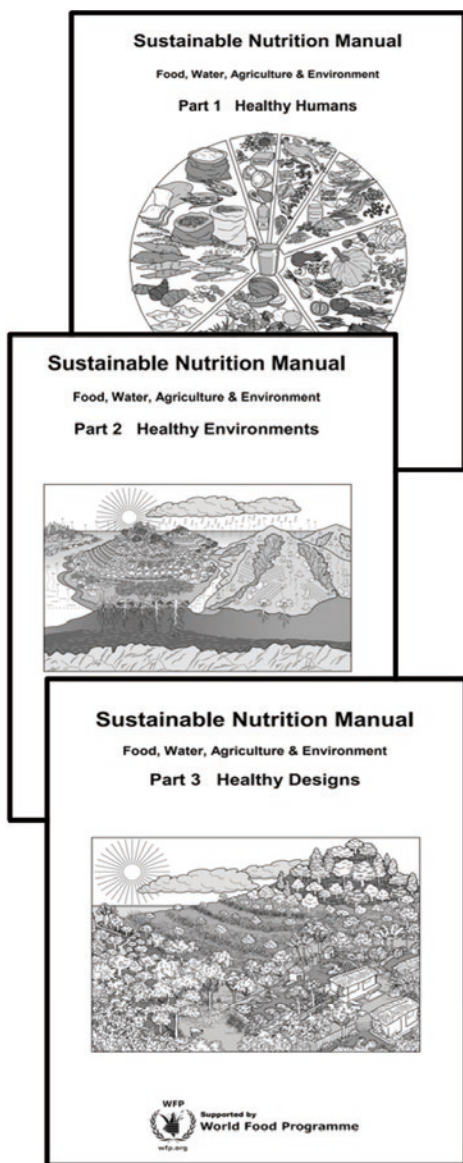 Sustainable Nutrition Manual
Food, Water, Agriculture & Environment
Part 1   Healthy Humans
Sustainable Nutrition Manual
Food, Water, Agriculture & Environment
Part 2   Healthy Environments
Sustainable Nutrition Manual
Food, Water, Agriculture & Environment
Part 3   Healthy Designs
WFP
wfp.org
Supported by
World Food Programme